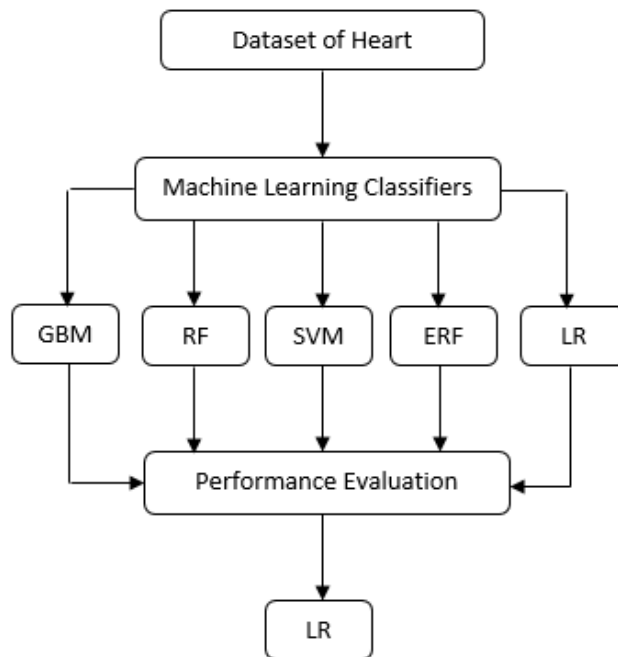 Dataset of Heart
Machine Learning Classifiers
GBM
RF
SVM
ERF
LR
Performance Evaluation
LR